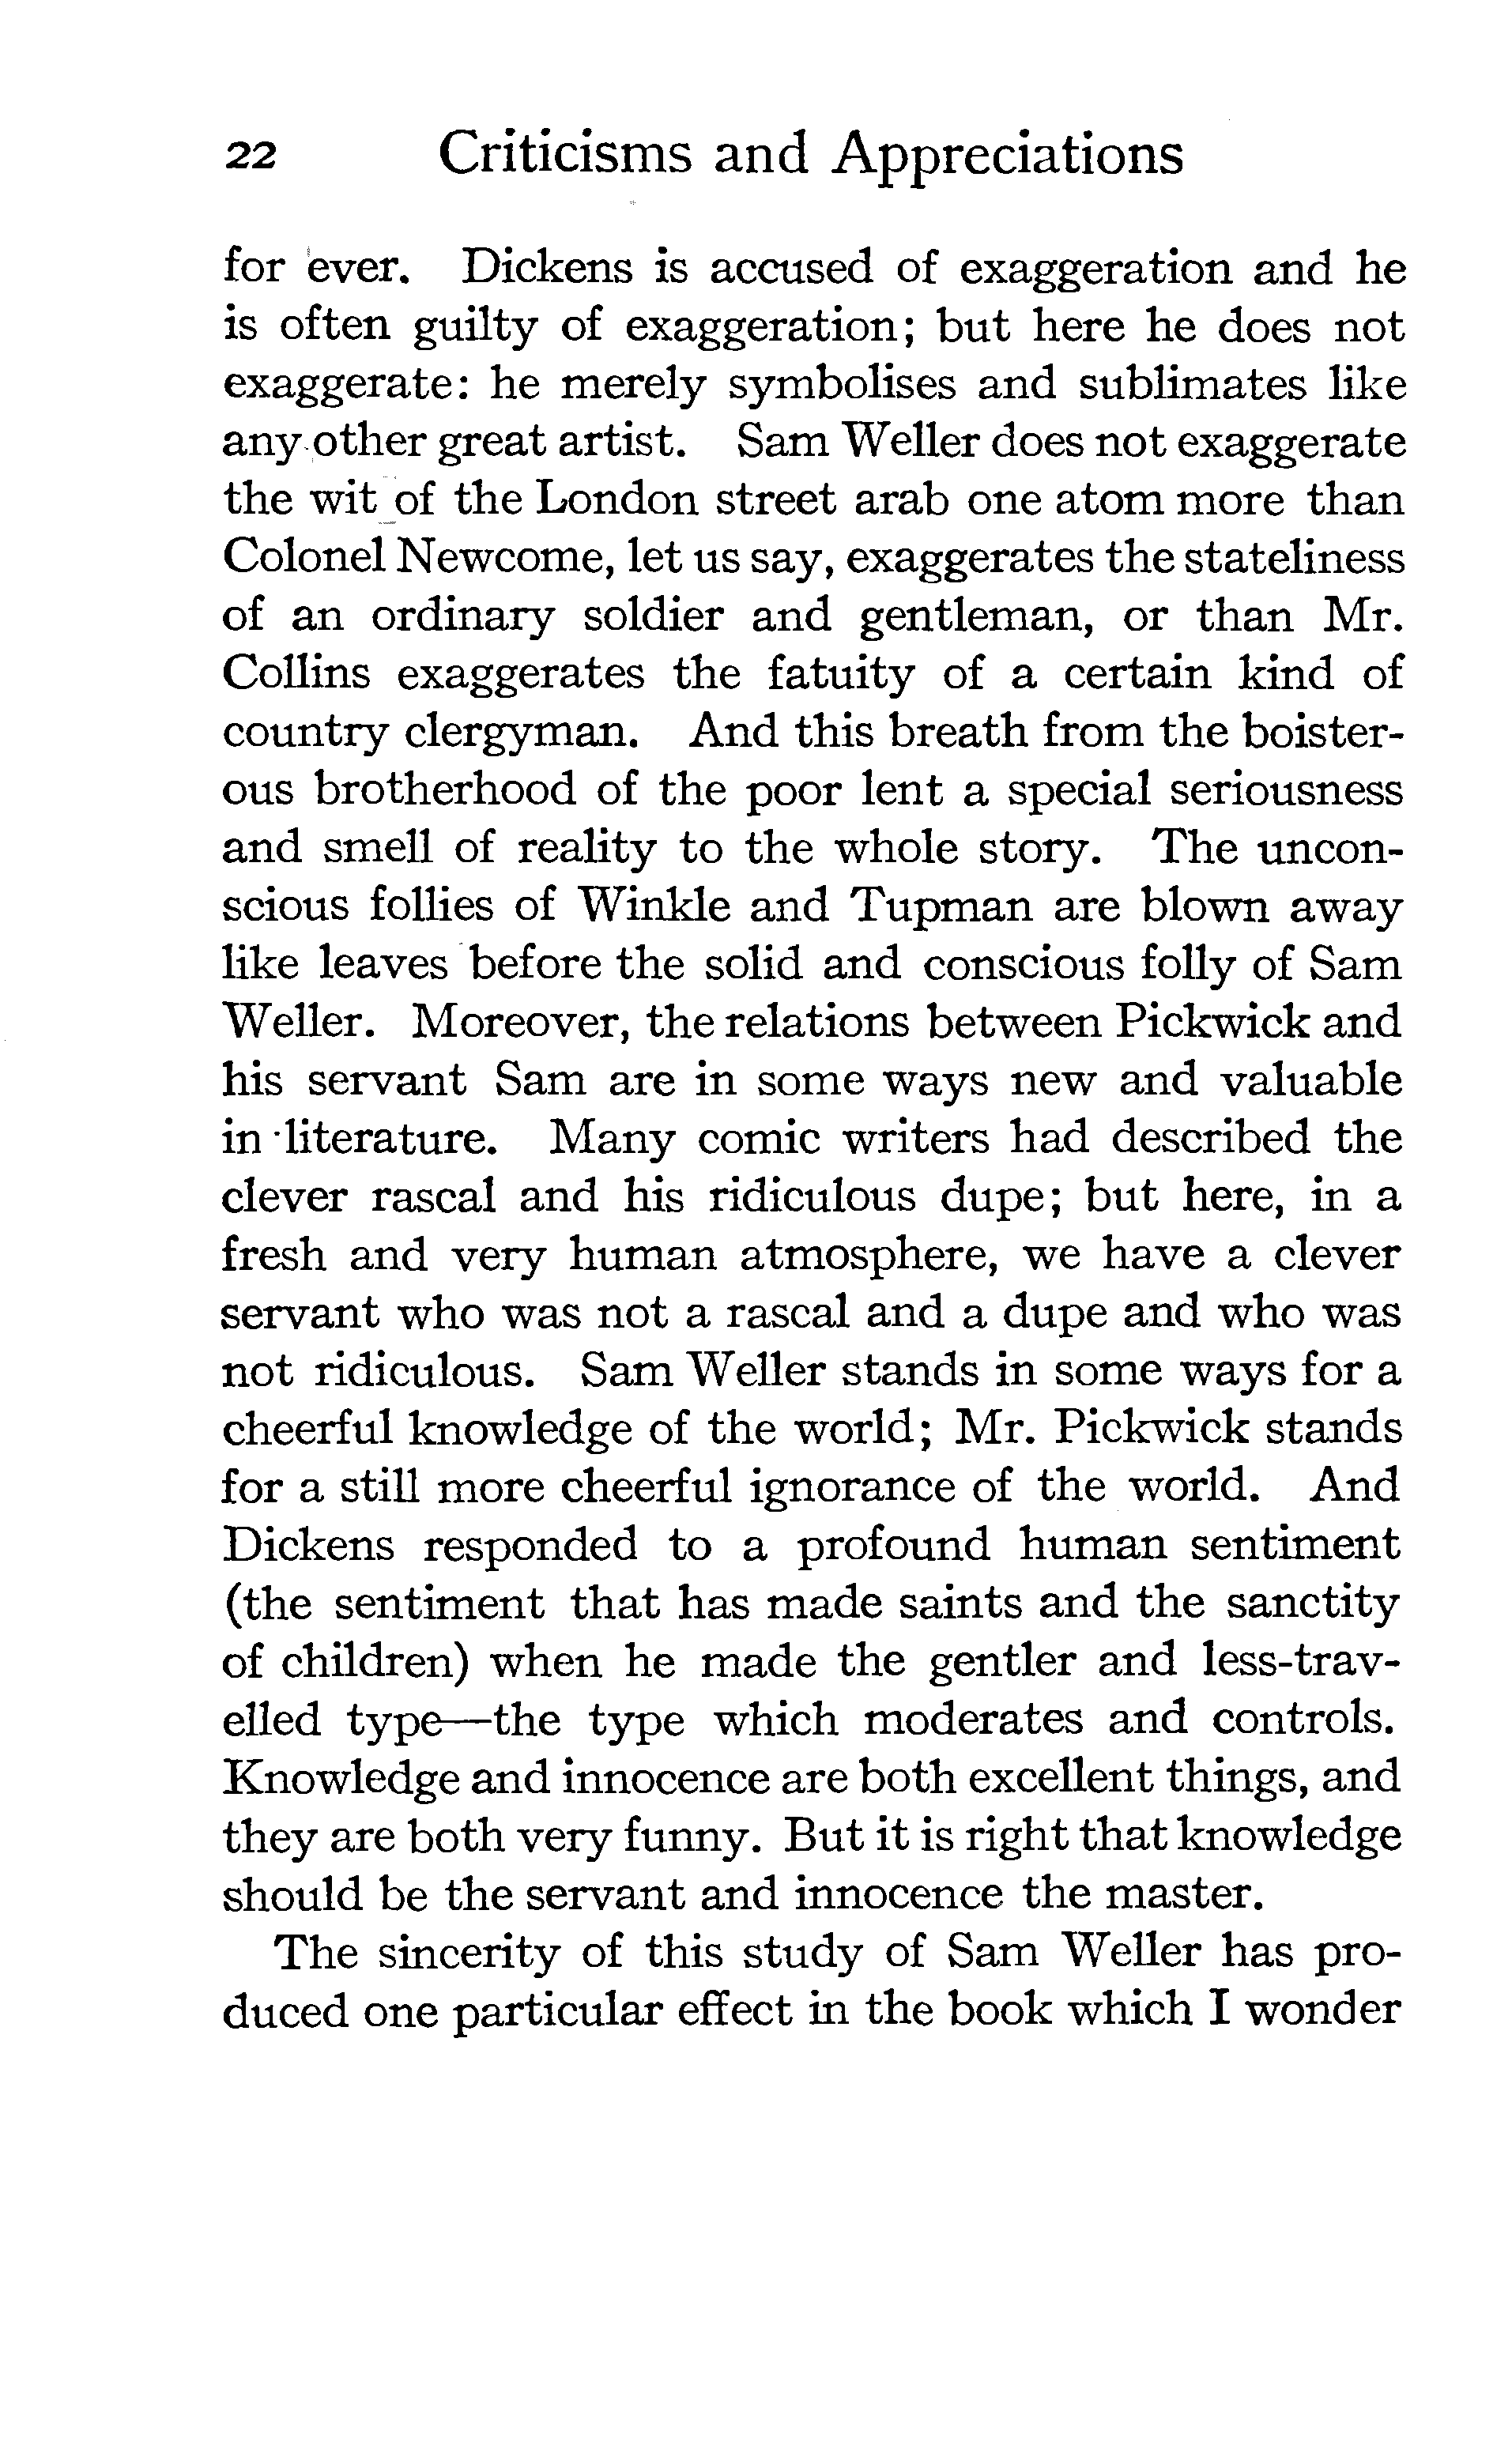 22 Criticisms and Appreciations
for ever. Dickens is accused of exaggeration and he
is often guilty of exaggeration; but here he does not
exaggerate: he merely symbolises and sublimates like
any other great artist. Sam Weller does not exaggerate
the wit of the London street arab one atom more than
Colonel Newcome, let us say, exaggerates the stateliness
of an ordinary soldier and gentleman, or than Mr.
Collins exaggerates the fatuity of a certain kind of
country clergyman. And this breath from the boister-
ous brotherhood of the poor lent a special seriousness
and smell of reality to the whole story. The uncon-
scious follies of Winkle and Tupman are blown away
like leaves before the solid and conscious folly of Sam
Weller. Moreover, the relations between Pickwick and
his servant Sam are in some ways new and valuable
in literature. Many comic writers had described the
clever rascal and his ridiculous dupe; but here, in a
fresh and very human atmosphere, we have a clever
servant who was not a rascal and a dupe and who was
not ridiculous. Sam Weller stands in some ways for a
cheerful knowledge of the world; Mr. Pickwick stands
for a still more cheerful ignorance of the world. And
Dickens responded to a profound human sentiment
(the sentiment that has made saints and the sanctity
of children) when he made the gentler and less-trav-
elled type—the type which moderates and controls.
Knowledge and innocence are both excellent things, and
they are both very funny. But it is right that knowledge
should be the servant and innocence the master.
The sincerity of this study of Sam Weller has pro-
duced one particular effect in the book which I wonder